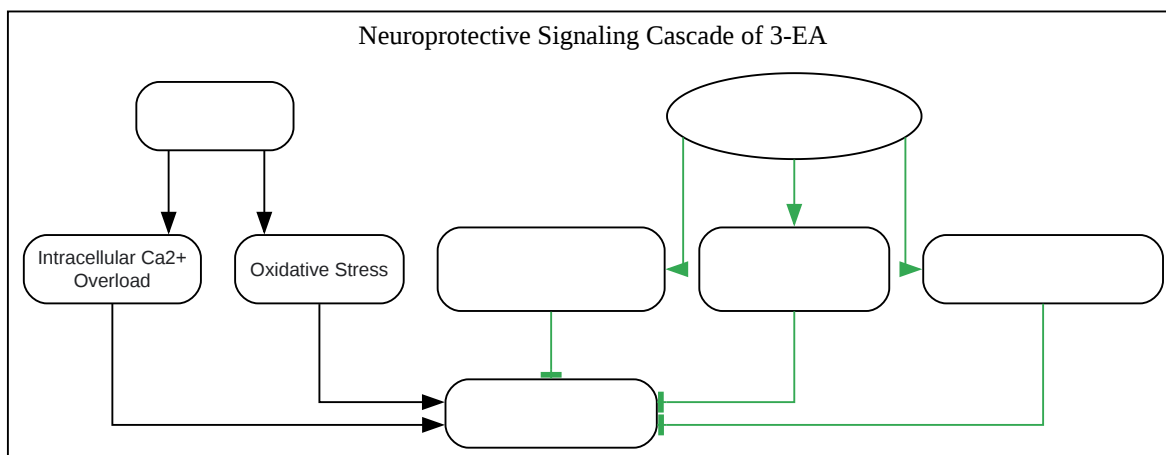 Neuroprotective Signaling Cascade of 3-EA
Intracellular Ca2+
Overload
Oxidative Stress